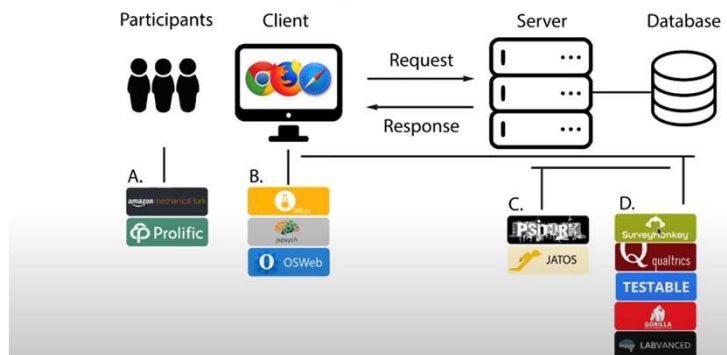 Participants
Client
Server
Database
Request
Response
A.
B.
C.
D.
amazon mechanical turk
Prolific
lab.js
jspsych
OSWeb
PSITURK
JATOS
SurveyMonkey
qualtrics
TESTABLE
GORILLA
LABVANCED